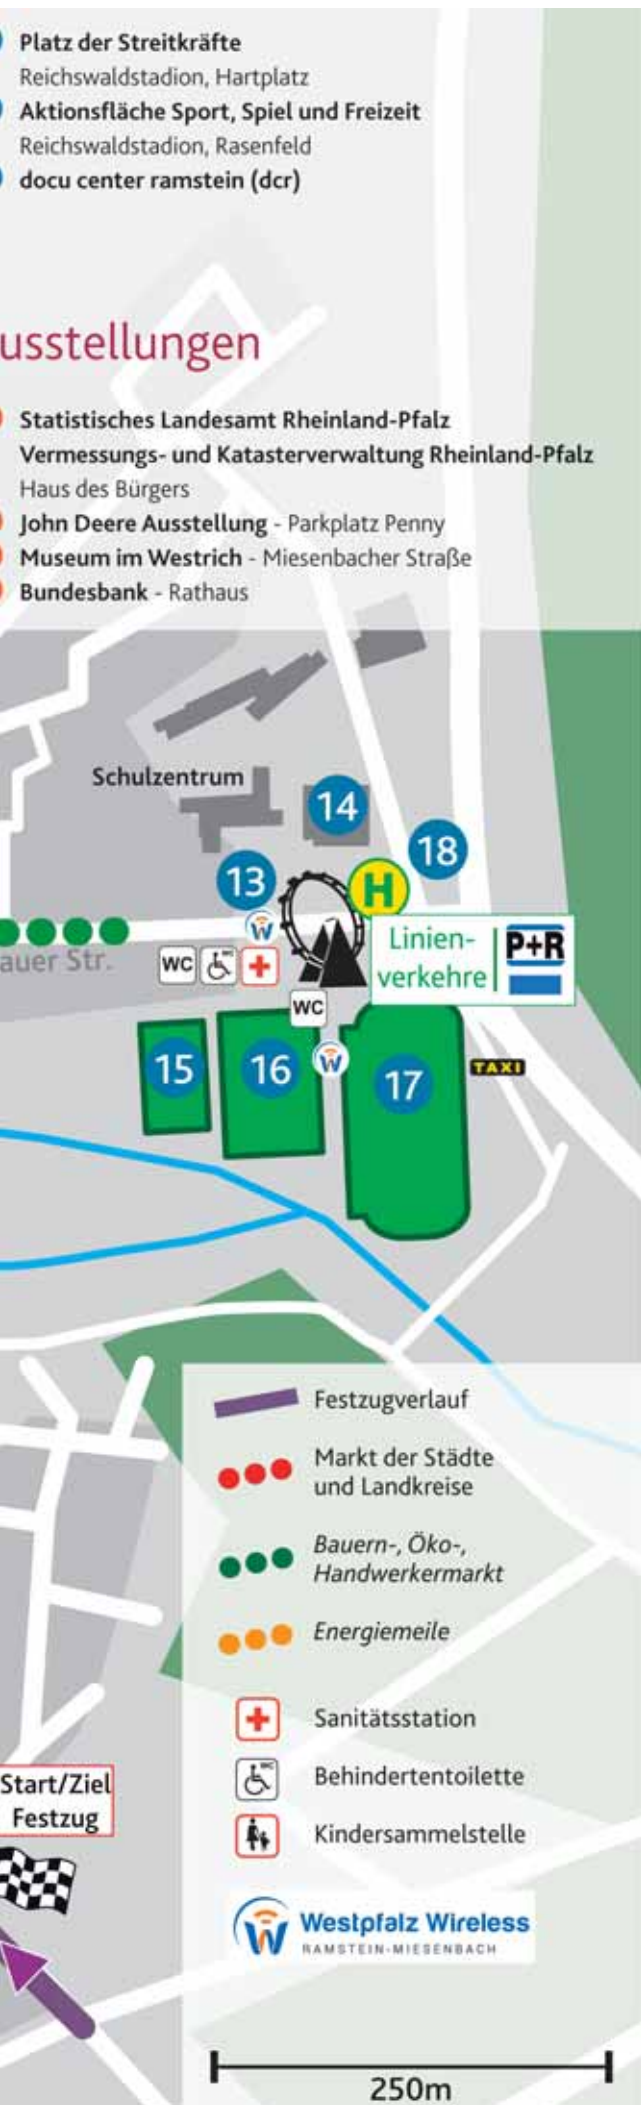 Platz der Streitkräfte
Reichswaldstadion, Hartplatz
Aktionsfläche Sport, Spiel und Freizeit
Reichswaldstadion, Rasenfeld
docu center ramstein (dcr)
usstellungen
Statistisches Landesamt Rheinland-Pfalz
Vermessungs- und Katasterverwaltung Rheinland-Pfalz
Haus des Bürgers
John Deere Ausstellung - Parkplatz Penny
Museum im Westrich - Miesenbacher Straße
Bundesbank - Rathaus
Schulzentrum
14
18
13
H
W
auer Str.
WC
WC
Linien-
verkehre
P+R
WC
15
16
W
17
TAXI
Festzugverlauf
Markt der Städte
und Landkreise
Bauern-, Öko-,
Handwerkermarkt
Energiemeile
Sanitätsstation
WC
Behindertentoilette
Kindersammelstelle
Start/Ziel
Festzug
W
Westpfalz Wireless
RAMSTEIN-MIESENBACH
250m